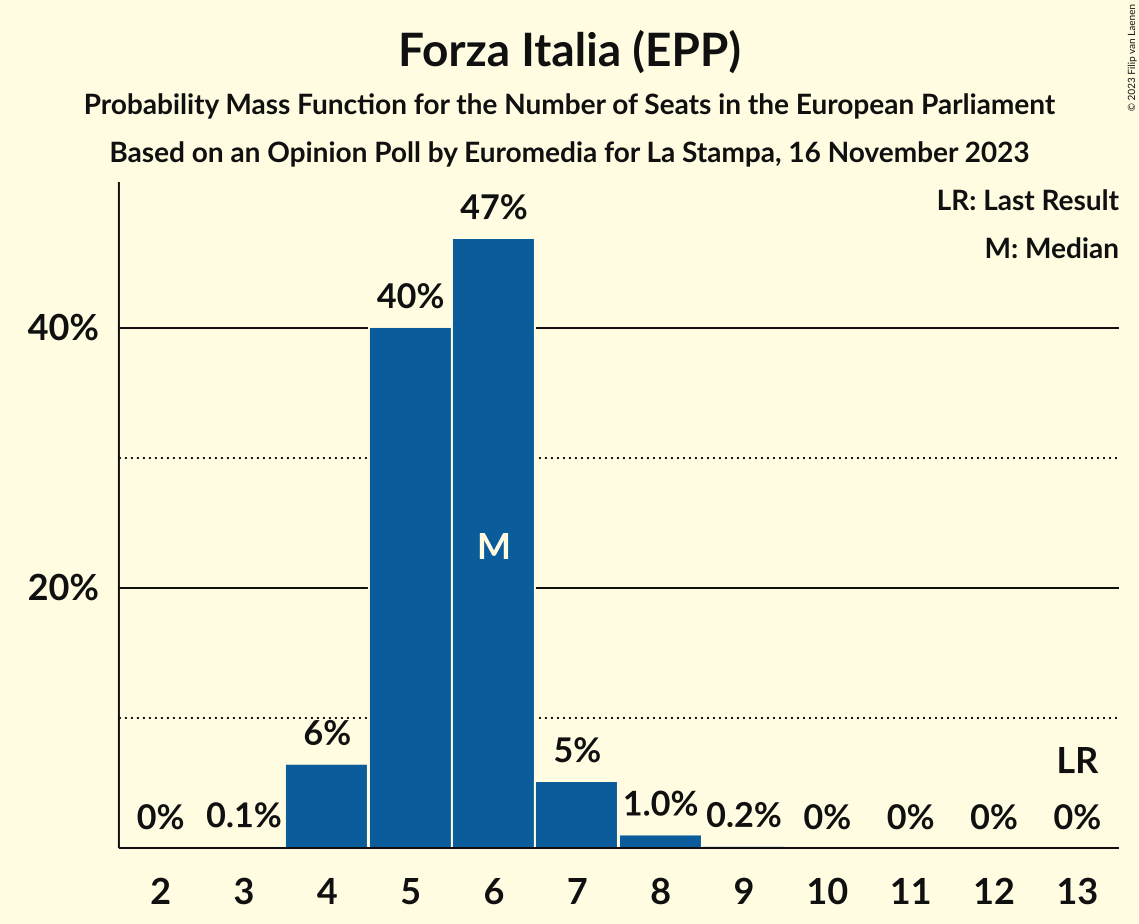 Forza Italia (EPP)
Probability Mass Function for the Number of Seats in the European Parliament
Based on an Opinion Poll by Euromedia for La Stampa, 16 November 2023
© 2023 Filip van Laenen
LR: Last Result
M: Median
47%
40%
40%
M
20%
6%
5%
LR
0%
0.1%
1.0%
0.2%
0%
0%
0%
0%
2 3 4 5 6 7 8 9 10 11 12 13